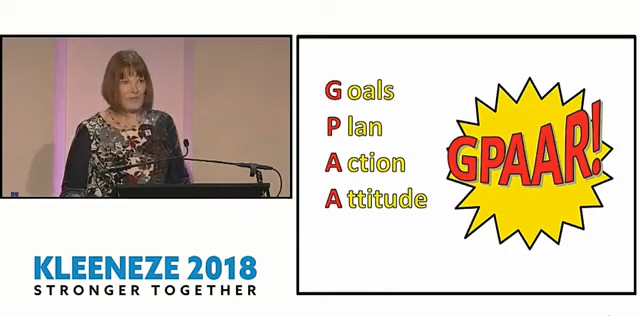 Goals
Plan
Action
Attitude
GPAAR!
KLEENEZE 2018
STRONGER TOGETHER